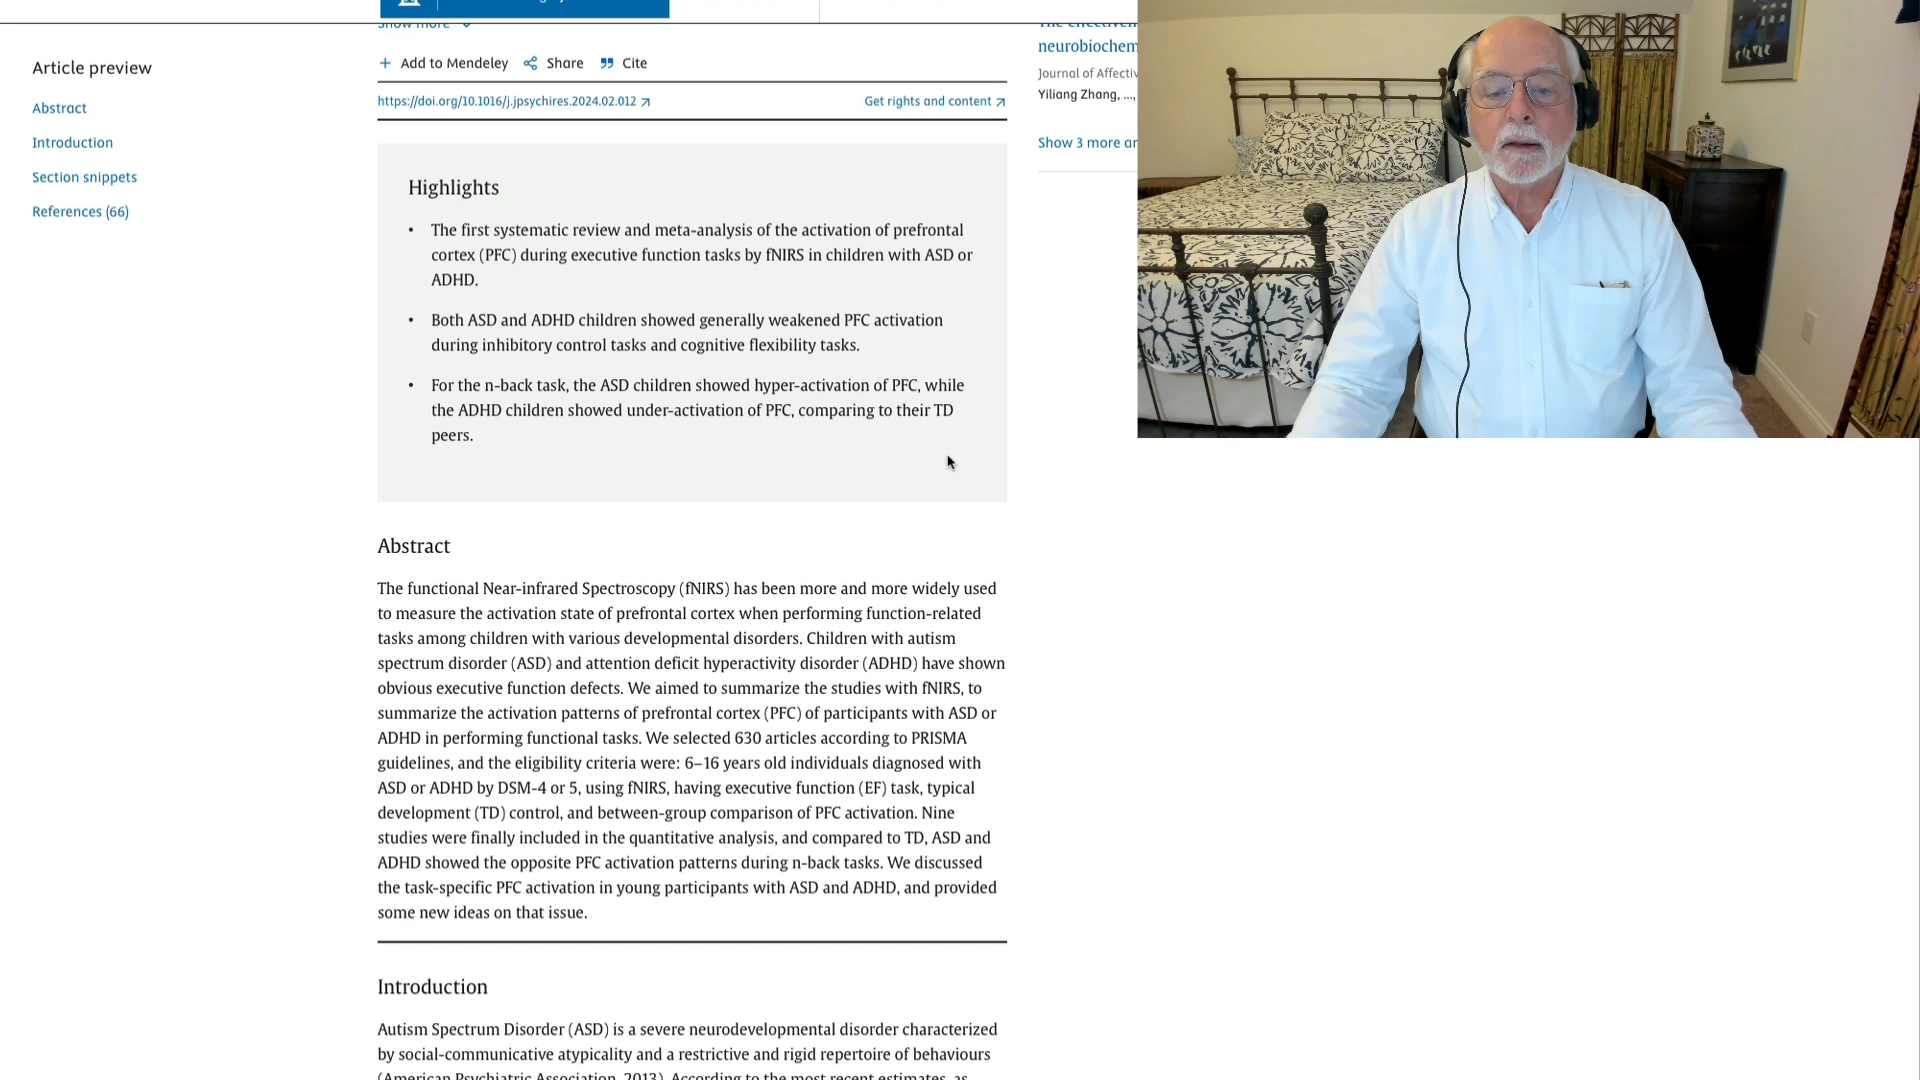 Show more
Article preview
Abstract
Introduction
Section snippets
References (66)
+ Add to Mendeley Share Cite
https://doi.org/10.1016/j.jpsychires.2024.02.012 Get rights and content
Highlights
• The first systematic review and meta-analysis of the activation of prefrontal
cortex (PFC) during executive function tasks by fNIRS in children with ASD or
ADHD.
• Both ASD and ADHD children showed generally weakened PFC activation
during inhibitory control tasks and cognitive flexibility tasks.
• For the n-back task, the ASD children showed hyper-activation of PFC, while
the ADHD children showed under-activation of PFC, comparing to their TD
peers.
Abstract
The functional Near-infrared Spectroscopy (fNIRS) has been more and more widely used
to measure the activation state of prefrontal cortex when performing function-related
tasks among children with various developmental disorders. Children with autism
spectrum disorder (ASD) and attention deficit hyperactivity disorder (ADHD) have shown
obvious executive function defects. We aimed to summarize the studies with fNIRS, to
summarize the activation patterns of prefrontal cortex (PFC) of participants with ASD or
ADHD in performing functional tasks. We selected 630 articles according to PRISMA
guidelines, and the eligibility criteria were: 6–16 years old individuals diagnosed with
ASD or ADHD by DSM-4 or 5, using fNIRS, having executive function (EF) task, typical
development (TD) control, and between-group comparison of PFC activation. Nine
studies were finally included in the quantitative analysis, and compared to TD, ASD and
ADHD showed the opposite PFC activation patterns during n-back tasks. We discussed
the task-specific PFC activation in young participants with ASD and ADHD, and provided
some new ideas on that issue.
Introduction
Autism Spectrum Disorder (ASD) is a severe neurodevelopmental disorder characterized
by social-communicative atypicality and a restrictive and rigid repertoire of behaviours
(American Psychiatric Association, 2013). According to the most recent estimates, as
neurobiochem
Journal of Affectiv
Yiliang Zhang, ...,
Show 3 more ar